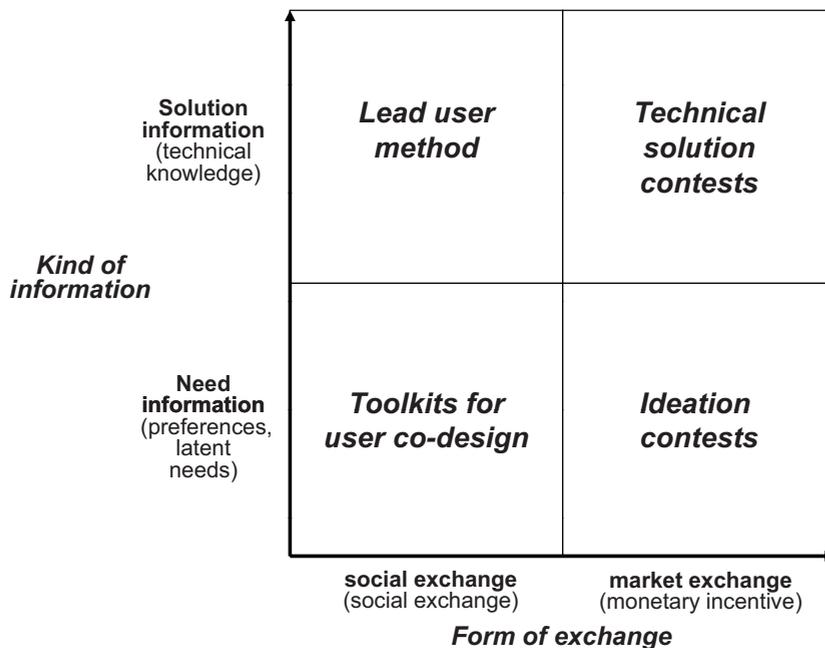 Solution
information
(technical
knowledge)
Lead user
method
Technical
solution
contests
Kind of
information
Need
information
(preferences,
latent
needs)
Toolkits for
user co-design
Ideation
contests
social exchange
(social exchange)
market exchange
(monetary incentive)
Form of exchange